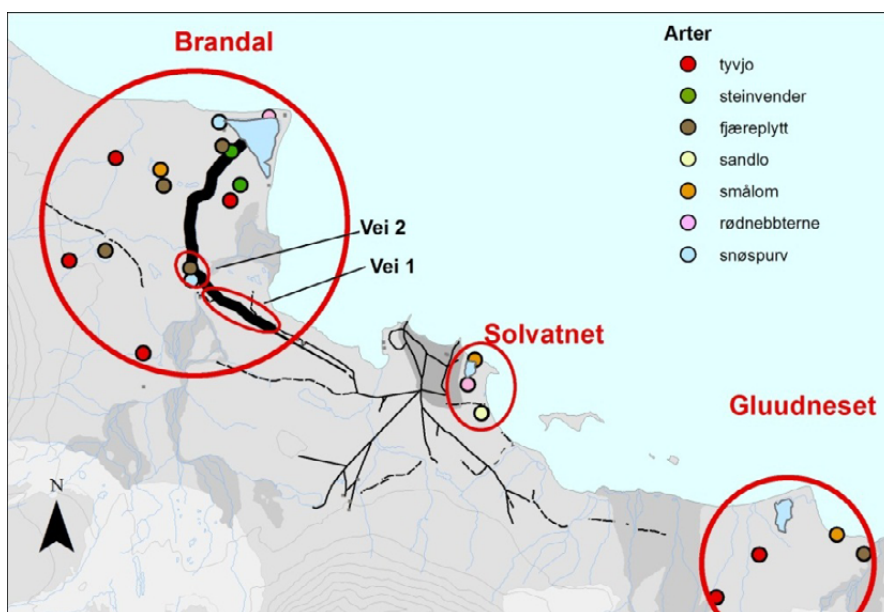 Brandal
Arter
tyvjo
steinvender
fjæreplytt
sandlo
smålom
rødnebbterne
snøspurv
Vei 2
Vei 1
Solvatnet
Gluudneset
N